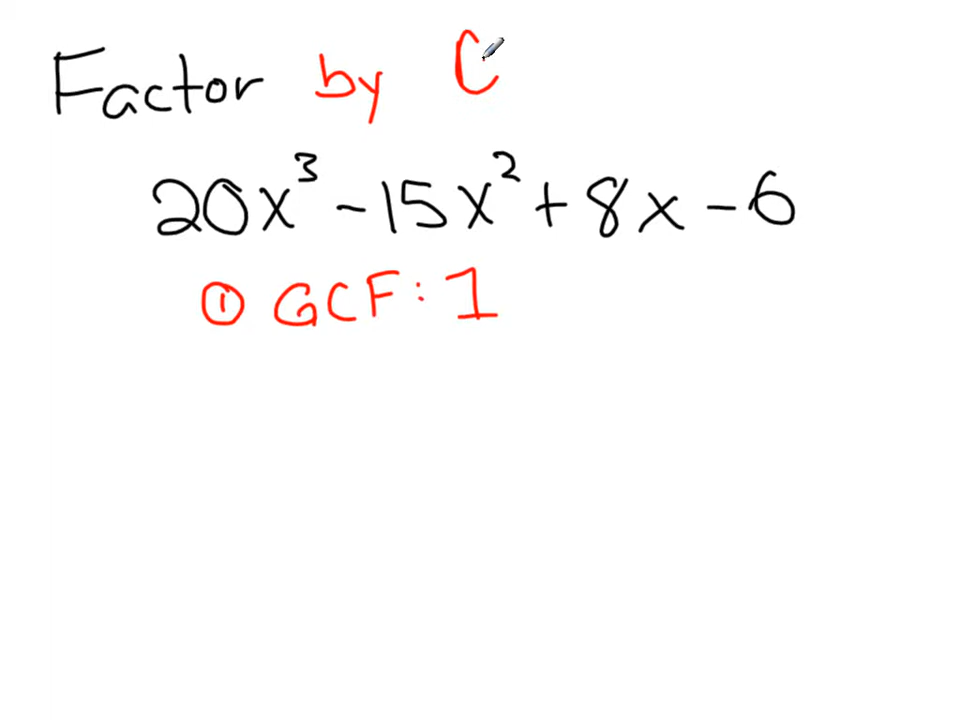 Factor by C
20x³ - 15x² + 8x - 6
① GCF: 1